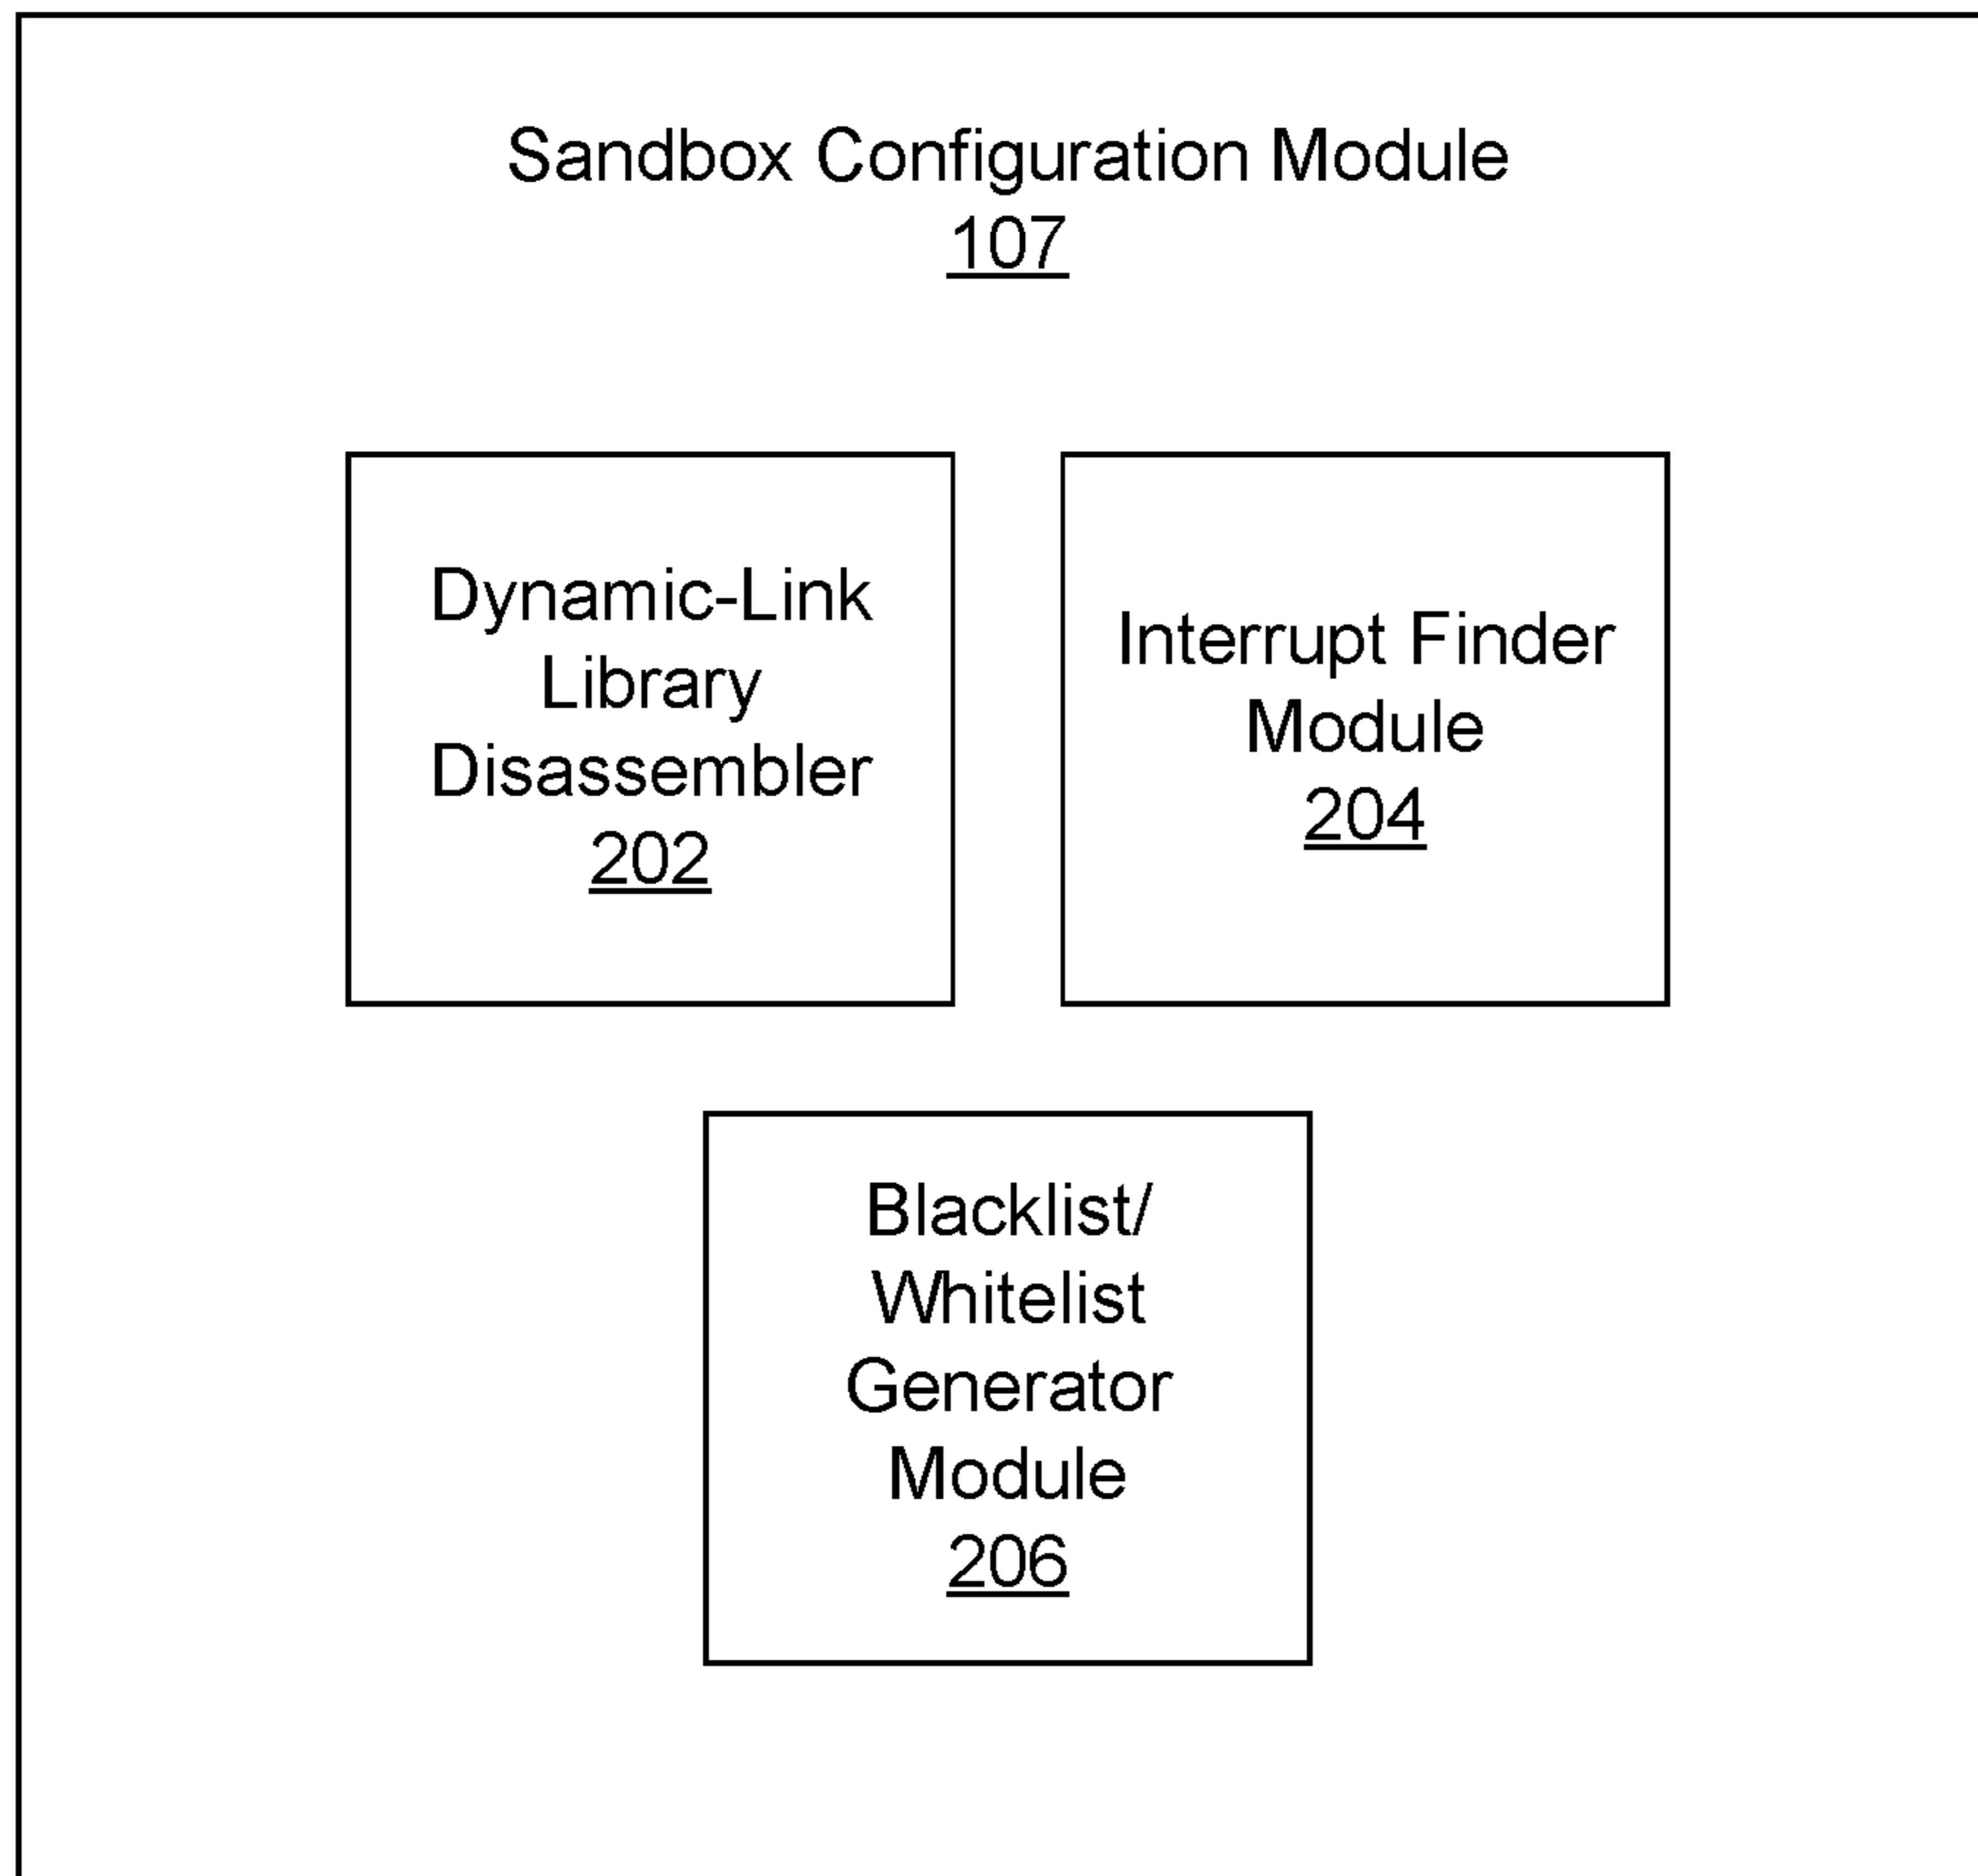 Sandbox Configuration Module
107
Dynamic-Link
Library
Disassembler
202
Interrupt Finder
Module
204
Blacklist/
Whitelist
Generator
Module
206